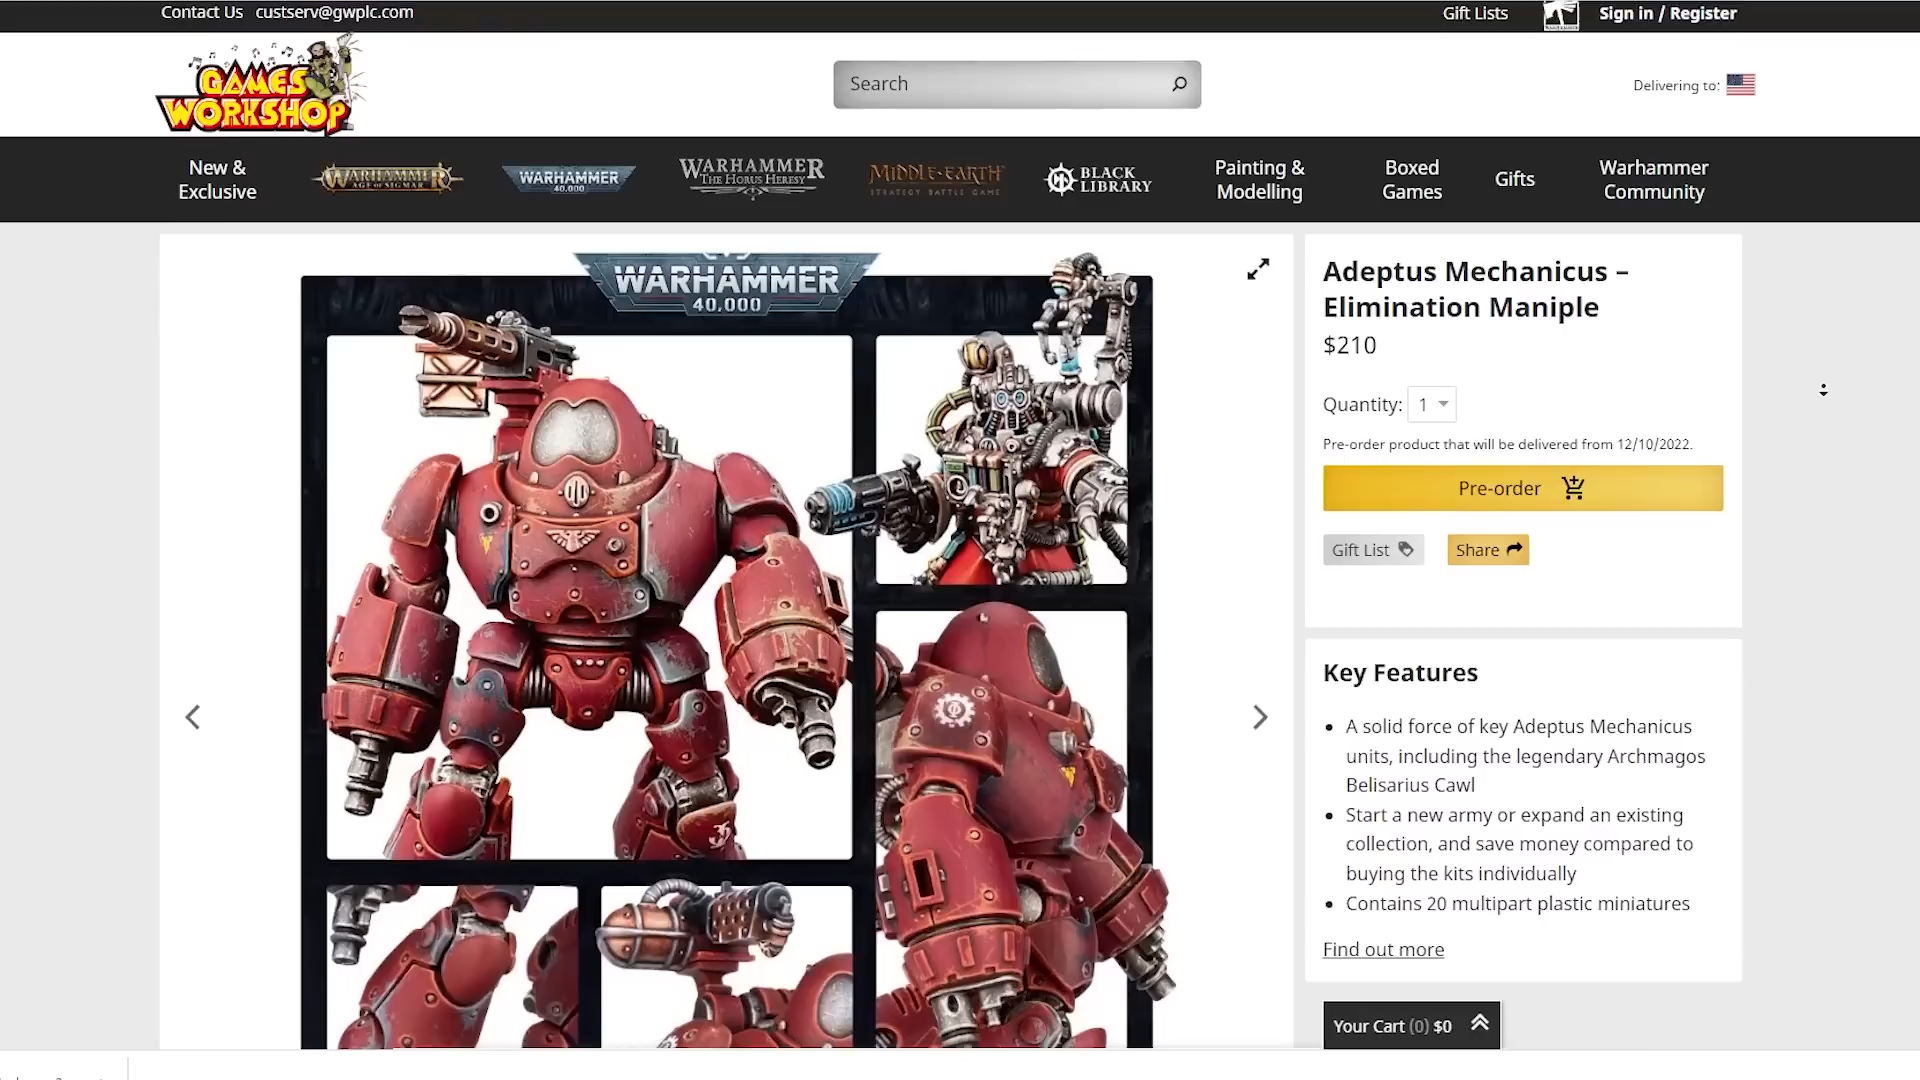 Contact Us custserv@gwplc.com
Gift Lists
Sign in / Register
GAMES
WORKSHOP
Search
Delivering to:
New &
Exclusive
WARHAMMER
AGE OF SIGMAR
WARHAMMER
40,000
WARHAMMER
THE HORUS HERESY
MIDDLE-EARTH
STRATEGY BATTLE GAME
BLACK
LIBRARY
Painting &
Modelling
Boxed
Games
Gifts
Warhammer
Community
WARHAMMER
40,000
Adeptus Mechanicus –
Elimination Maniple
$210
Quantity: 1
Pre-order product that will be delivered from 12/10/2022.
Pre-order
Gift List
Share
Key Features
• A solid force of key Adeptus Mechanicus
units, including the legendary Archmagos
Belisarius Cawl
• Start a new army or expand an existing
collection, and save money compared to
buying the kits individually
• Contains 20 multipart plastic miniatures
Find out more
Your Cart (0) $0